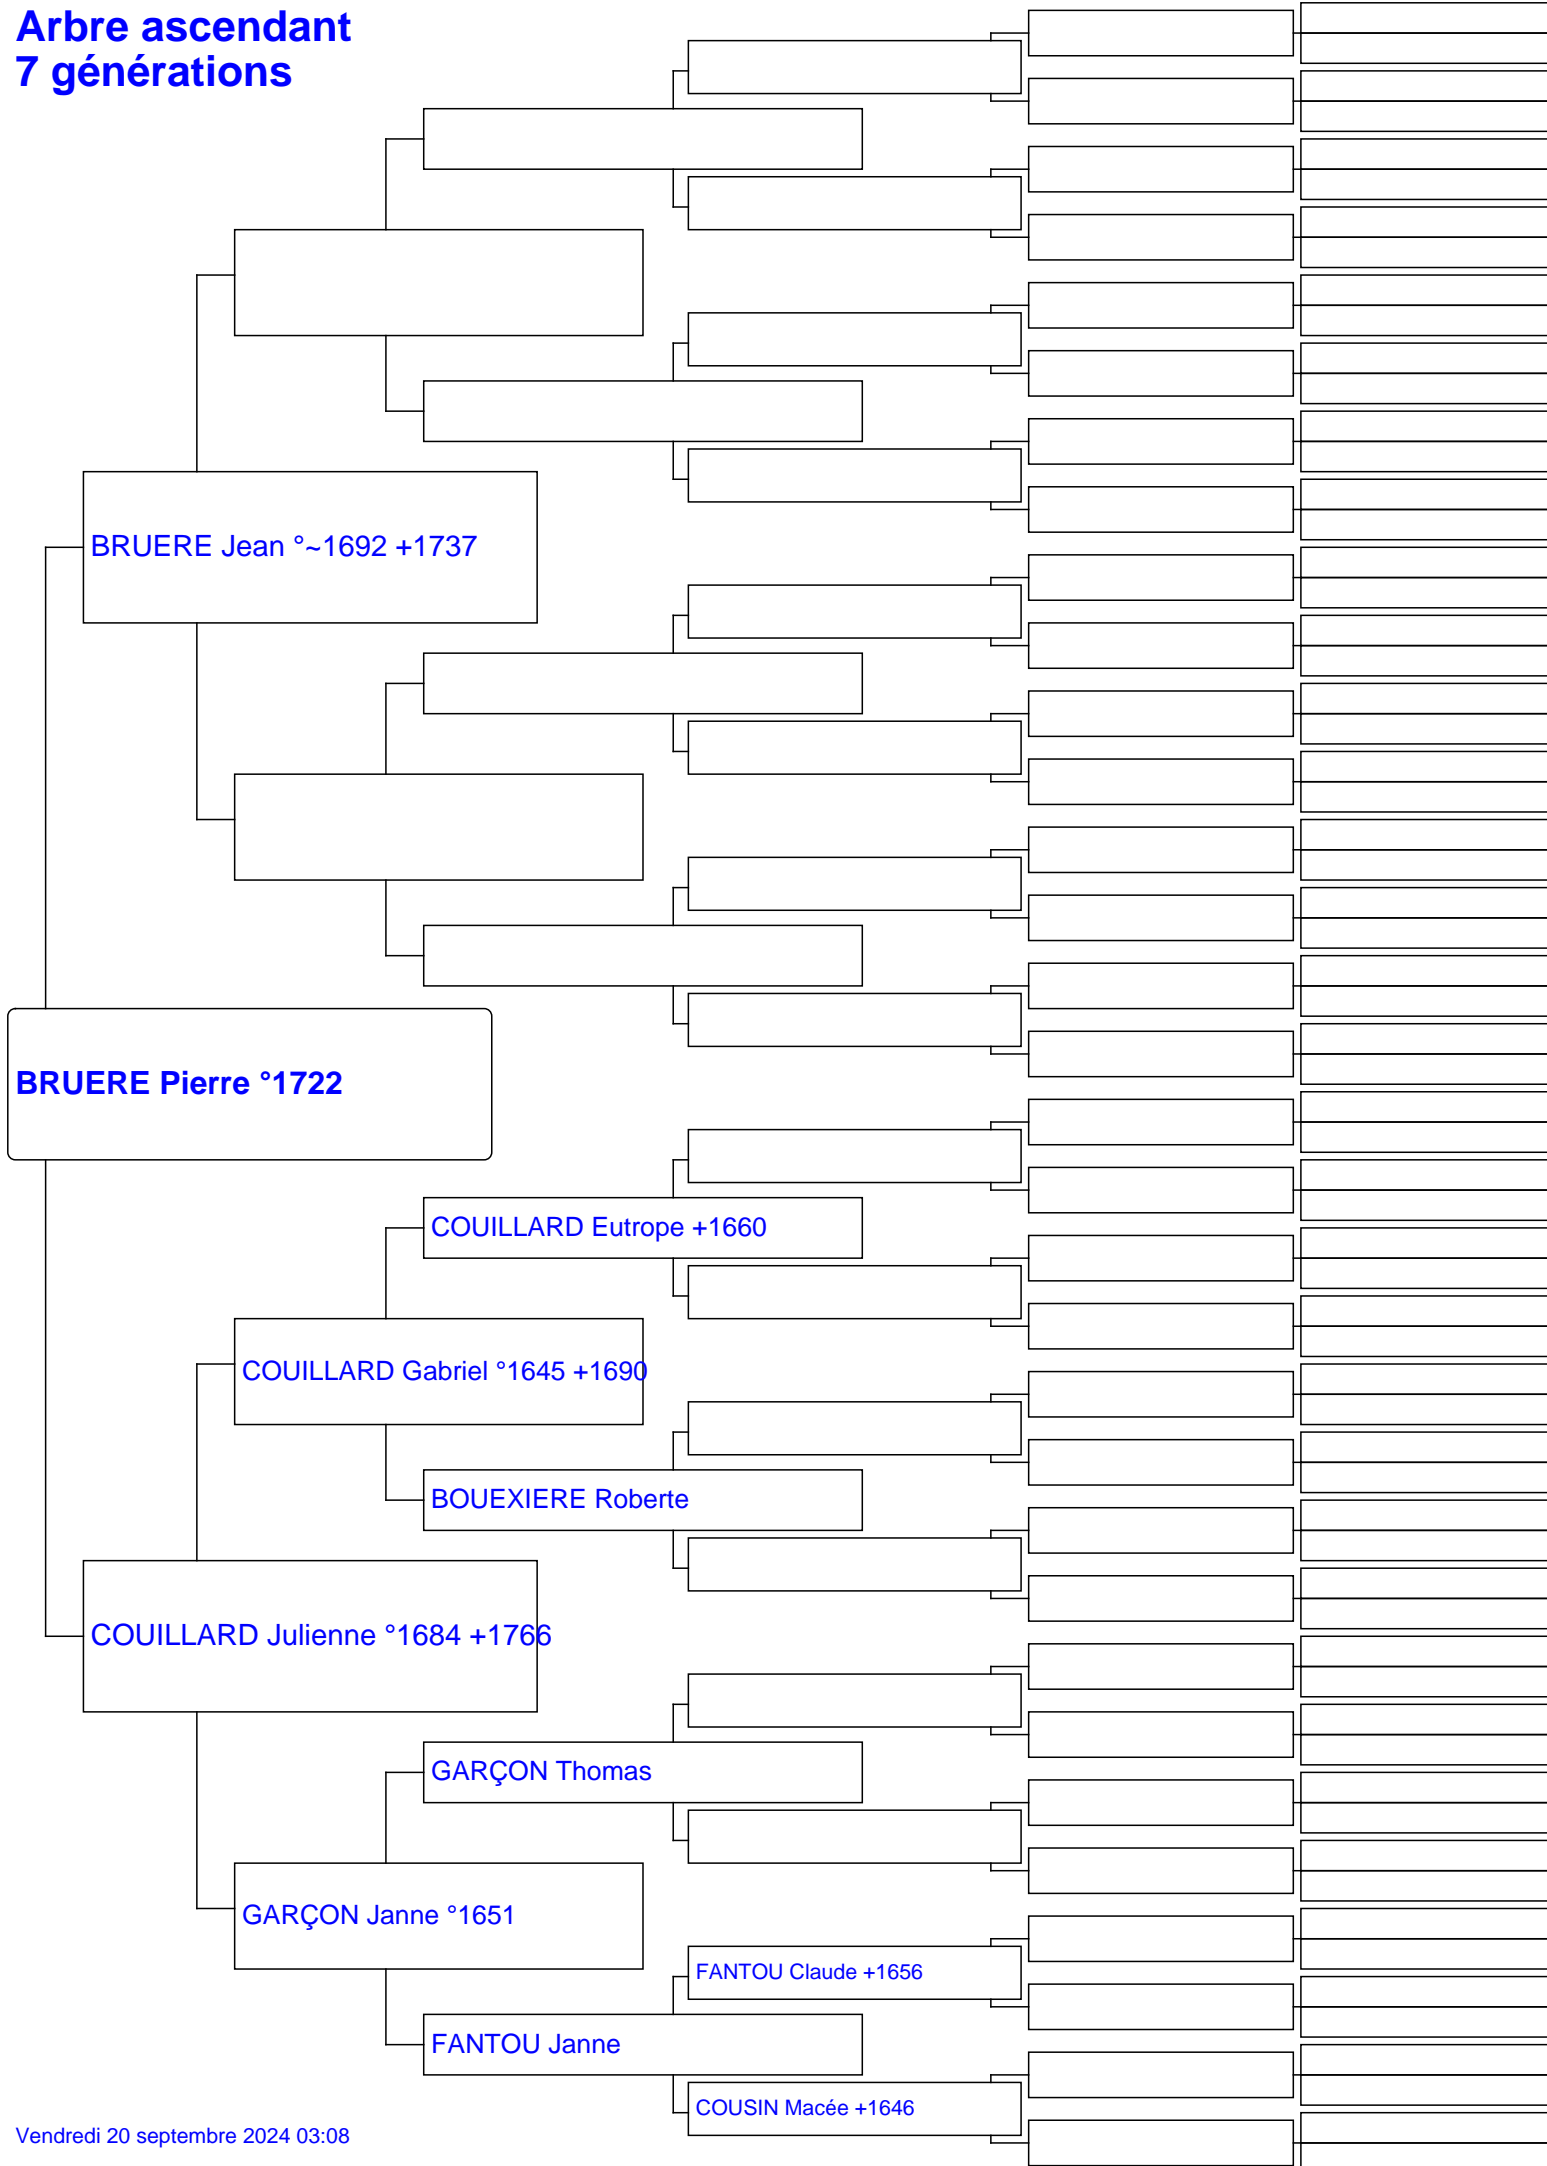 Arbre ascendant
7 générations
BRUERE Jean °~1692 +1737
BRUERE Pierre °1722
COUILLARD Eutrope +1660
COUILLARD Gabriel °1645 +1690
BOUEXIERE Roberte
COUILLARD Julienne °1684 +1766
GARÇON Thomas
GARÇON Janne °1651
FANTOU Claude +1656
FANTOU Janne
COUSIN Macée +1646
Vendredi 20 septembre 2024 03:08